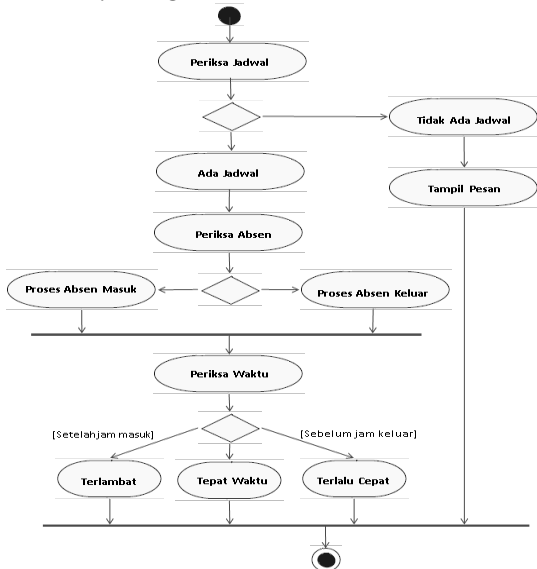 Periksa Jadwal
Tidak Ada Jadwal
Ada Jadwal
Tampil Pesan
Periksa Absen
Proses Absen Masuk
Proses Absen Keluar
Periksa Waktu
[Setelahjam masuk]
[Sebelum jam keluar]
Terlambat
Tepat Waktu
Terlalu Cepat